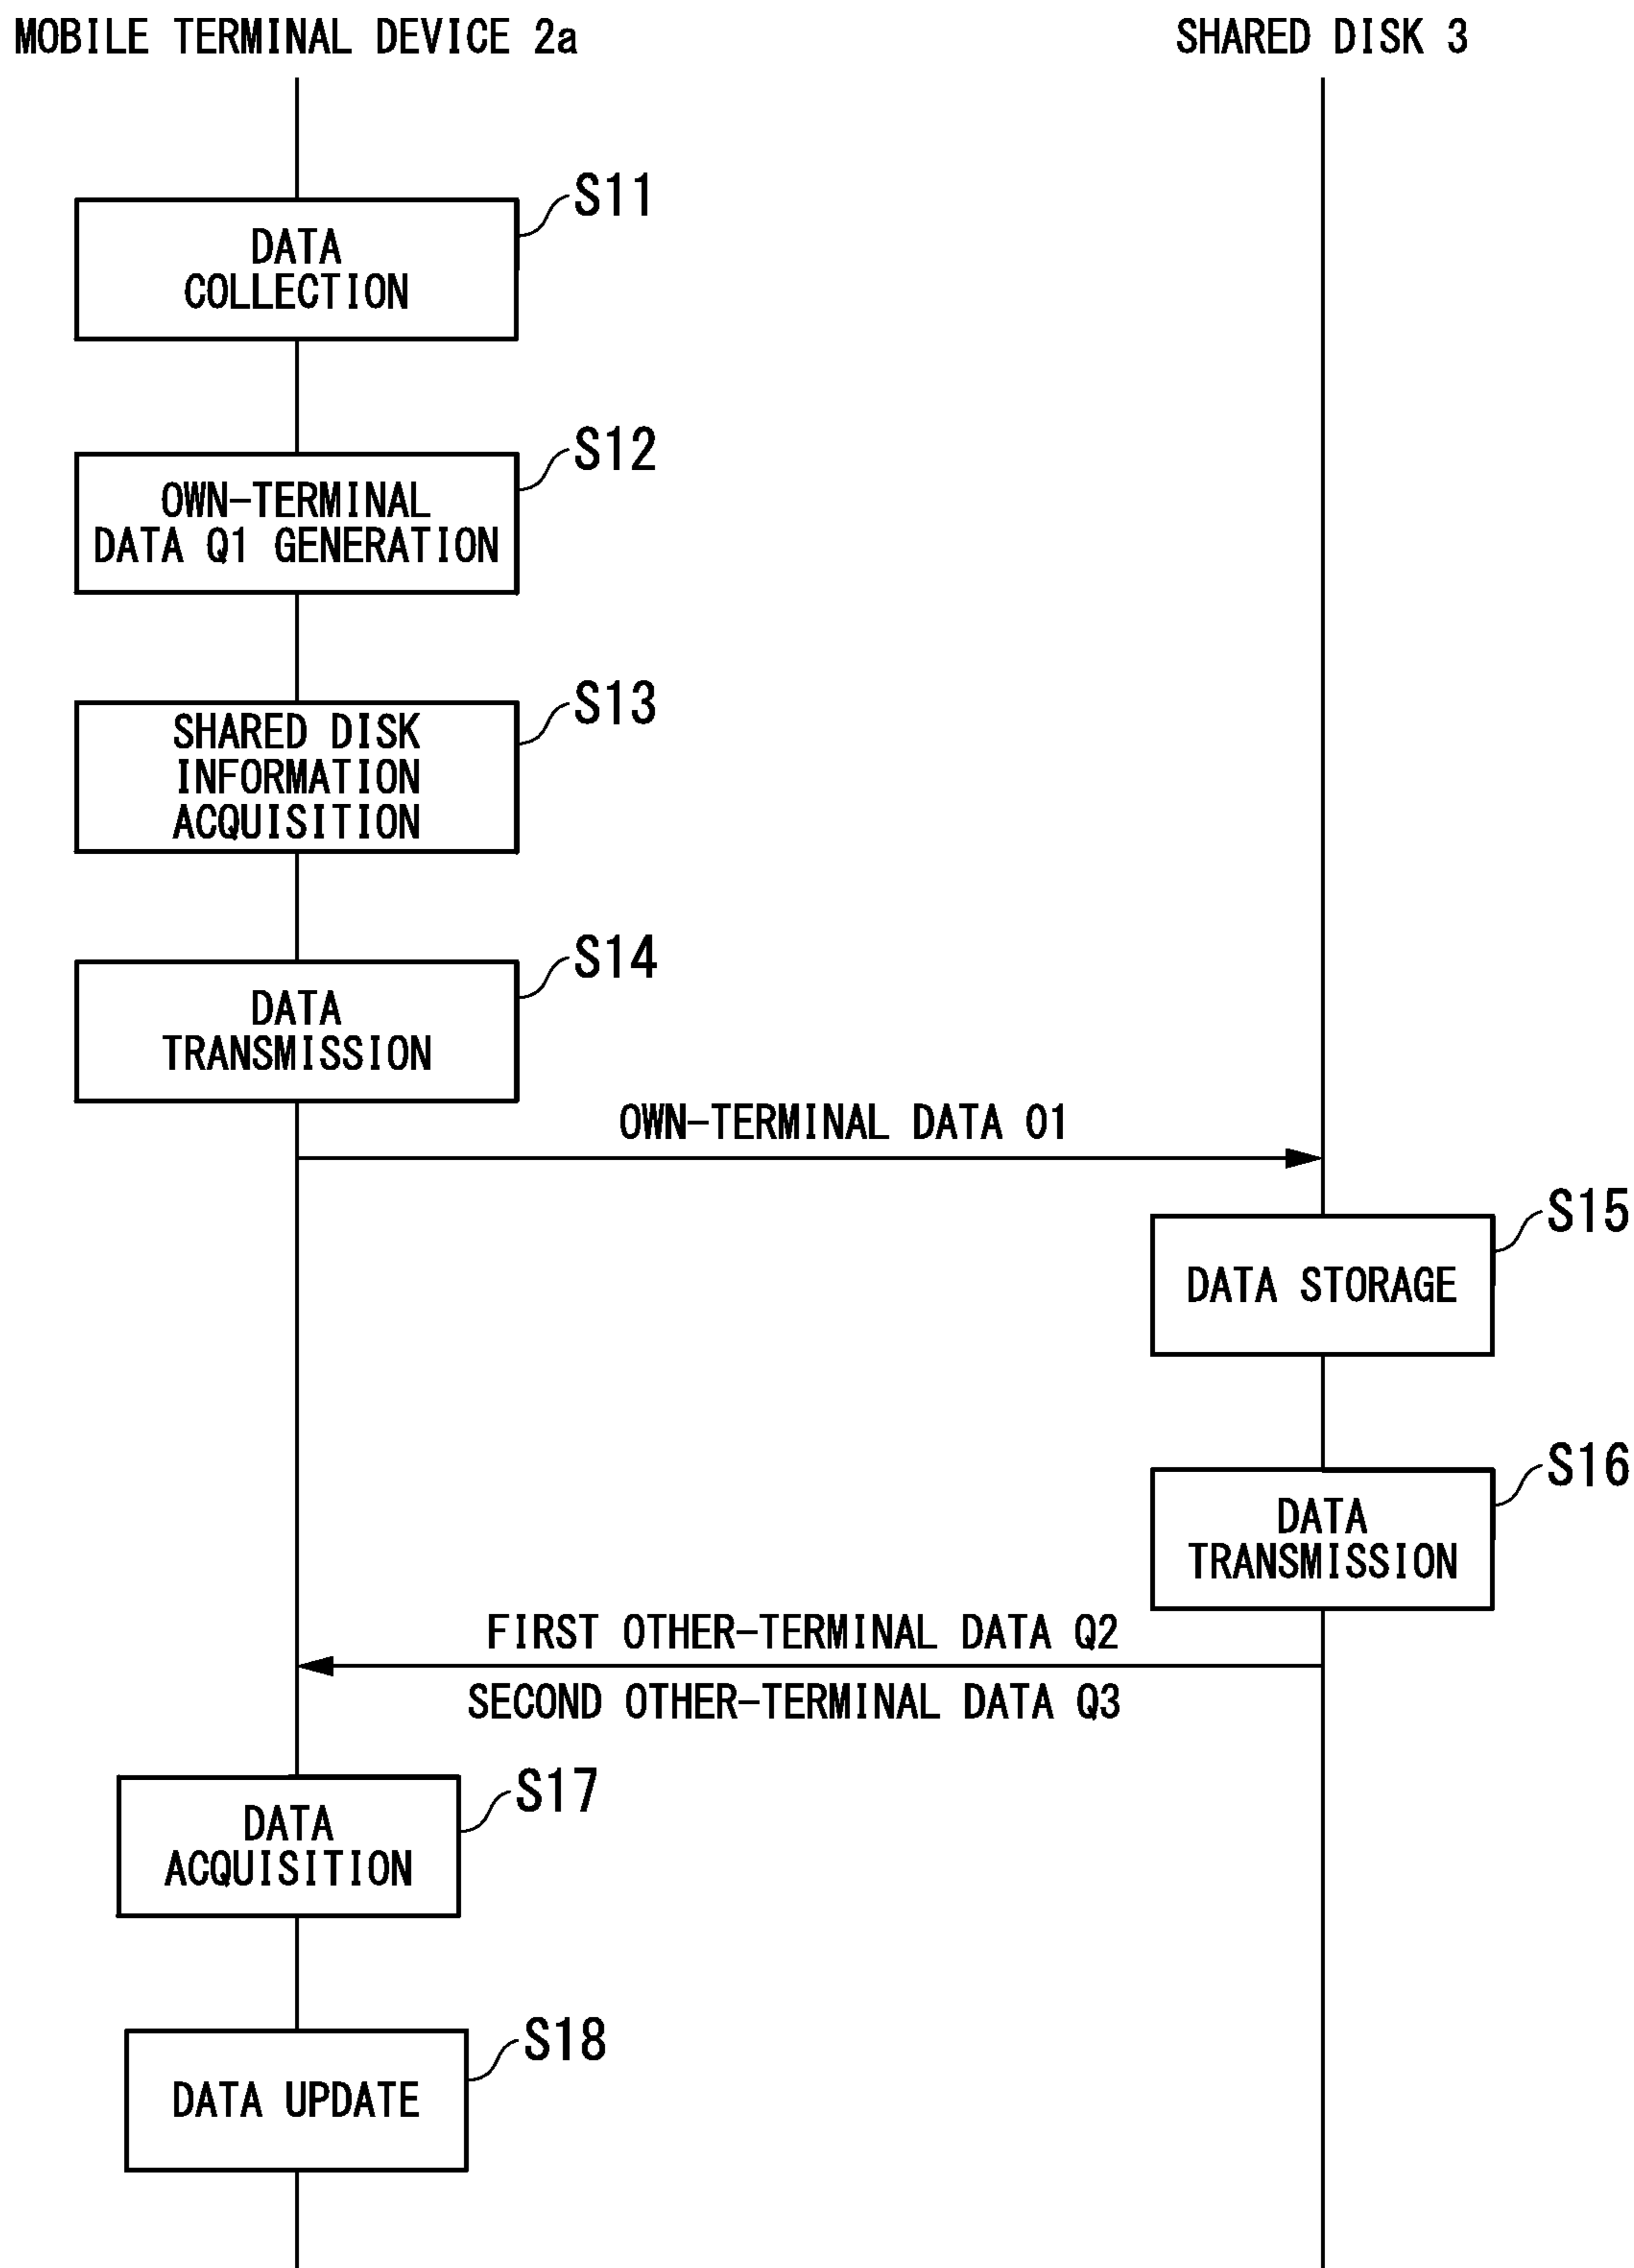 MOBILE TERMINAL DEVICE 2a
SHARED DISK 3
S11
DATA
COLLECTION
S12
OWN-TERMINAL
DATA Q1 GENERATION
S13
SHARED DISK
INFORMATION
ACQUISITION
S14
DATA
TRANSMISSION
OWN-TERMINAL DATA 01
S15
DATA STORAGE
S16
DATA
TRANSMISSION
FIRST OTHER-TERMINAL DATA Q2
SECOND OTHER-TERMINAL DATA Q3
S17
DATA
ACQUISITION
S18
DATA UPDATE